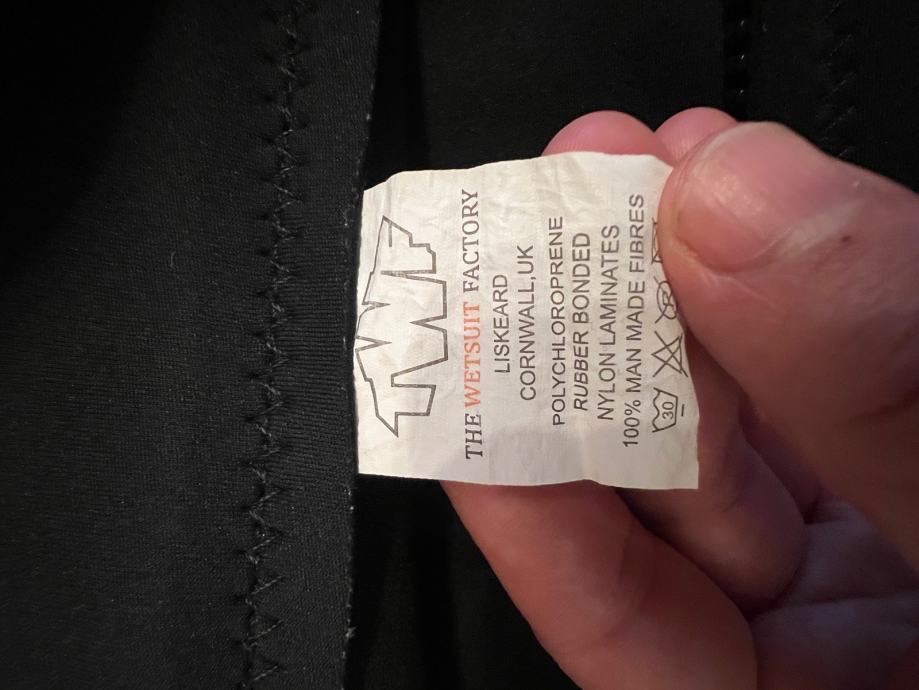 TWF
THE WETSUIT FACTORY
LISKEARD
CORNWALL,UK
POLYCHLOROPRENE
RUBBER BONDED
NYLON LAMINATES
100% MAN MADE FIBRES
30